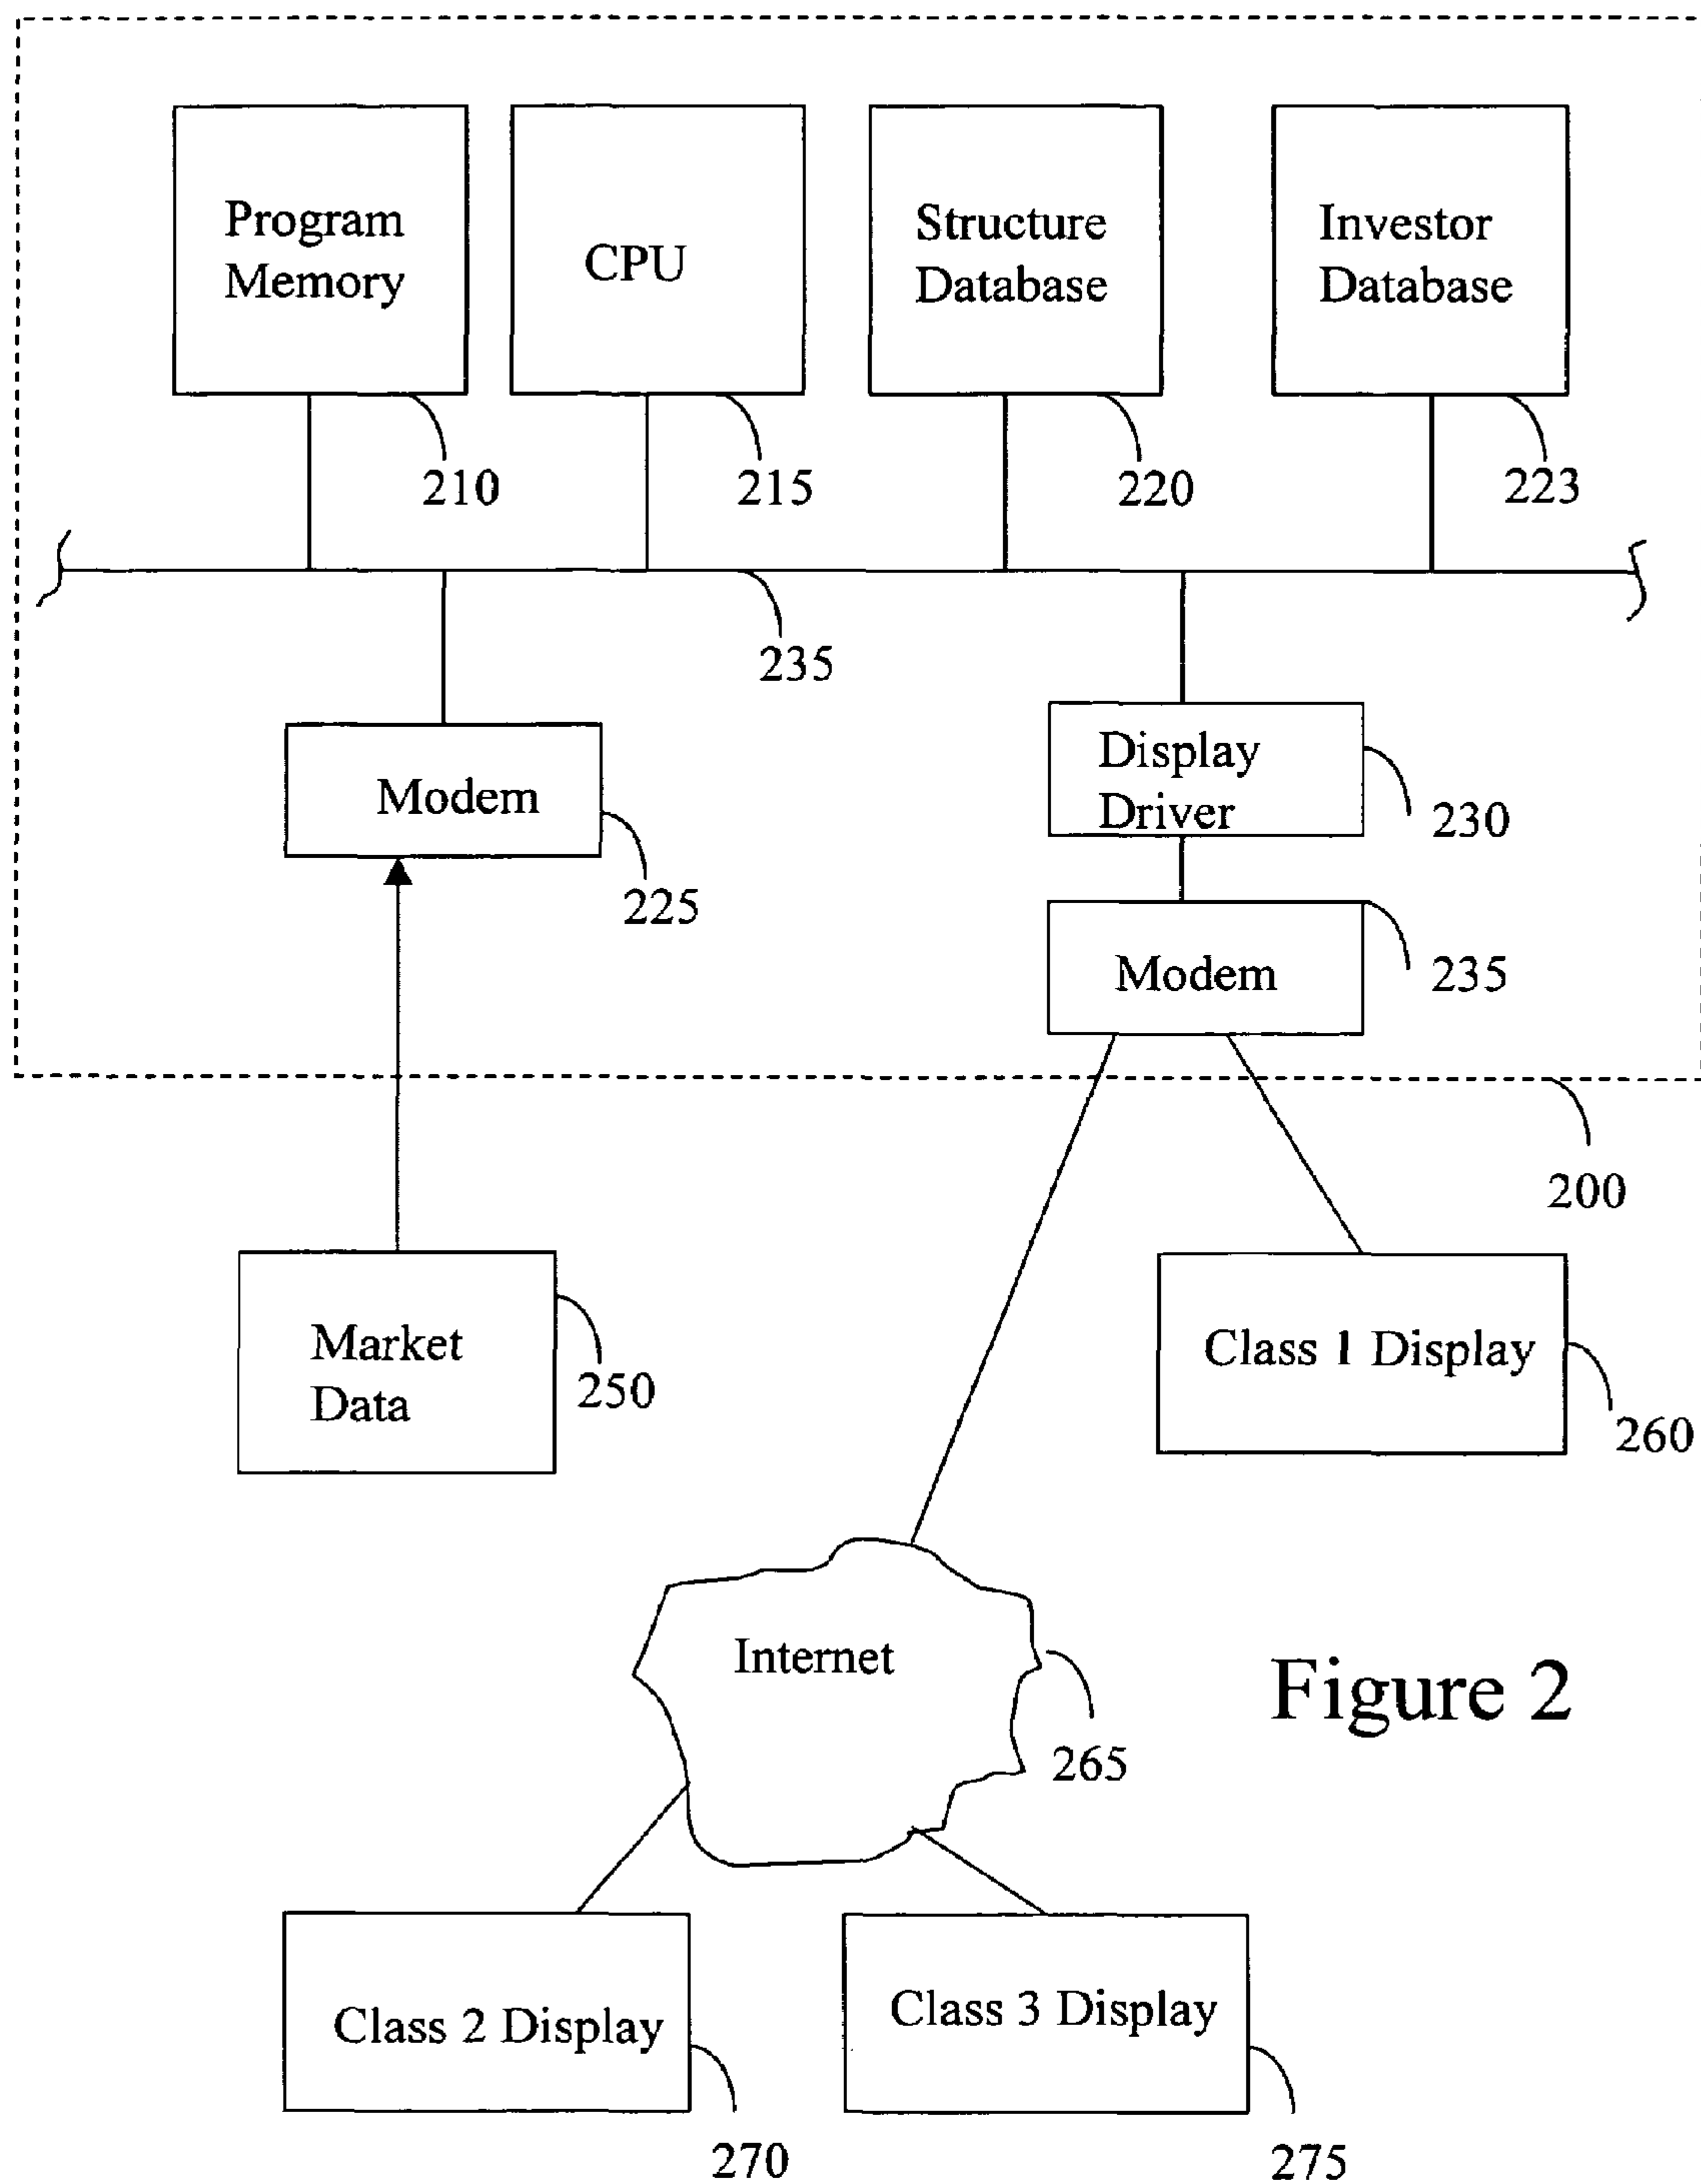 Program
Memory
CPU
Structure
Database
Investor
Database
210
215
220
223
235
Modem
225
Display
Driver
230
Modem
235
200
Market
Data
250
Class 1 Display
260
Internet
265
Figure 2
Class 2 Display
270
Class 3 Display
275